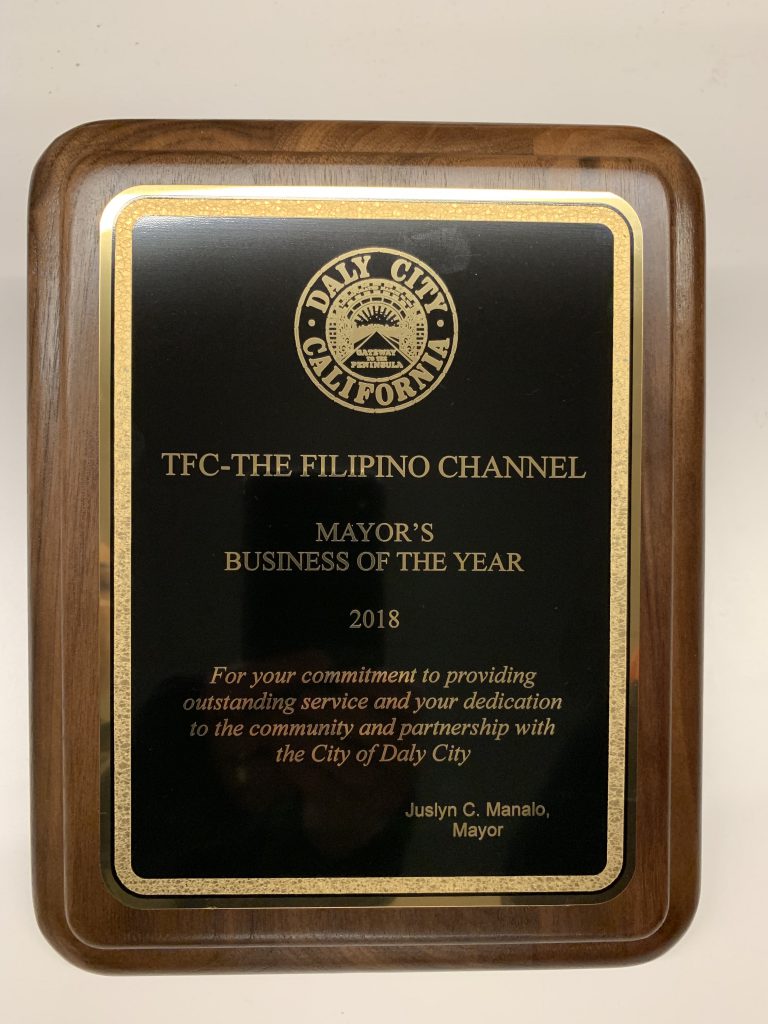 DALY CITY
GATEWAY
TO THE
PENINSULA
CALIFORNIA
TFC-THE FILIPINO CHANNEL
MAYOR'S
BUSINESS OF THE YEAR
2018
For your commitment to providing
outstanding service and your dedication
to the community and partnership with
the City of Daly City
Juslyn C. Manalo,
Mayor